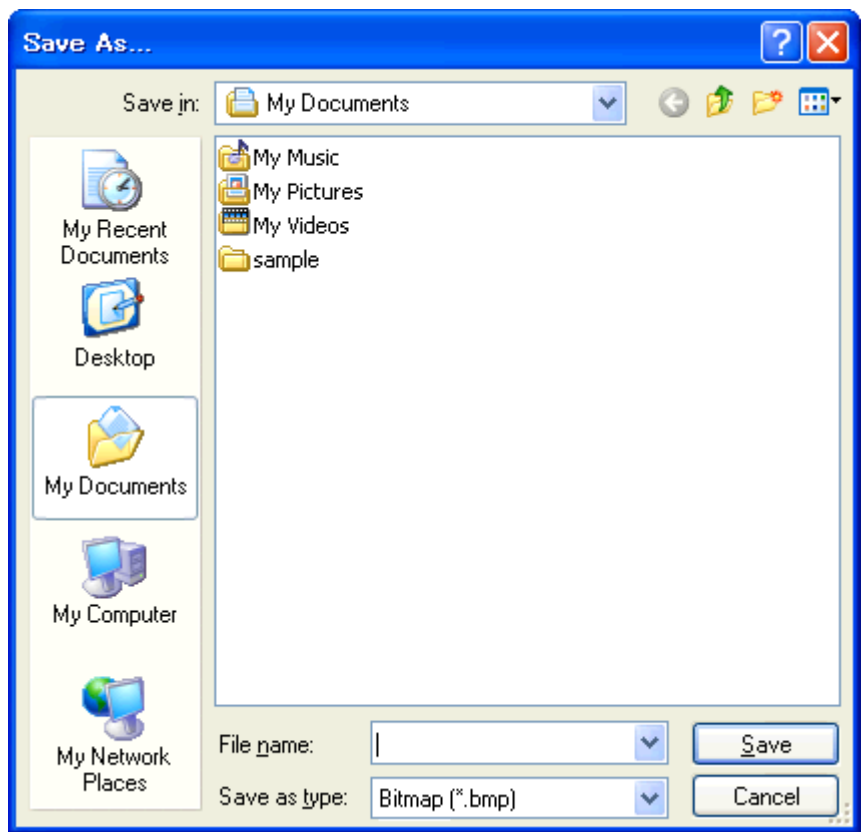 Save As...
Save in:
My Documents
My Recent
Documents
Desktop
My Documents
My Computer
My Network
Places
My Music
My Pictures
My Videos
sample
File name:
Save
Save as type:
Bitmap (*.bmp)
Cancel